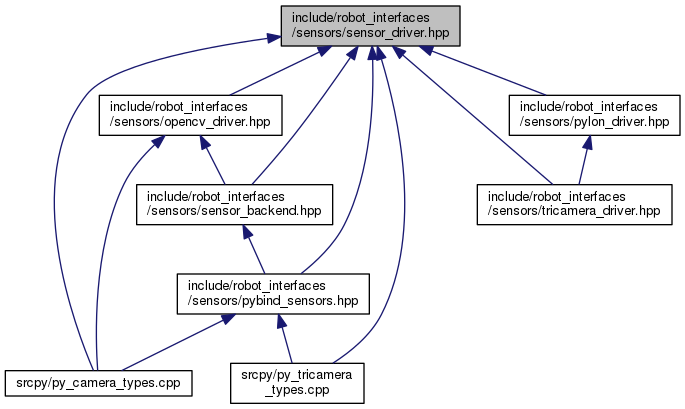 include/robot_interfaces
/sensors/sensor_driver.hpp
include/robot_interfaces
/sensors/opencv_driver.hpp
include/robot_interfaces
/sensors/pylon_driver.hpp
include/robot_interfaces
/sensors/sensor_backend.hpp
include/robot_interfaces
/sensors/tricamera_driver.hpp
include/robot_interfaces
/sensors/pybind_sensors.hpp
srcpy/py_camera_types.cpp
srcpy/py_tricamera
_types.cpp